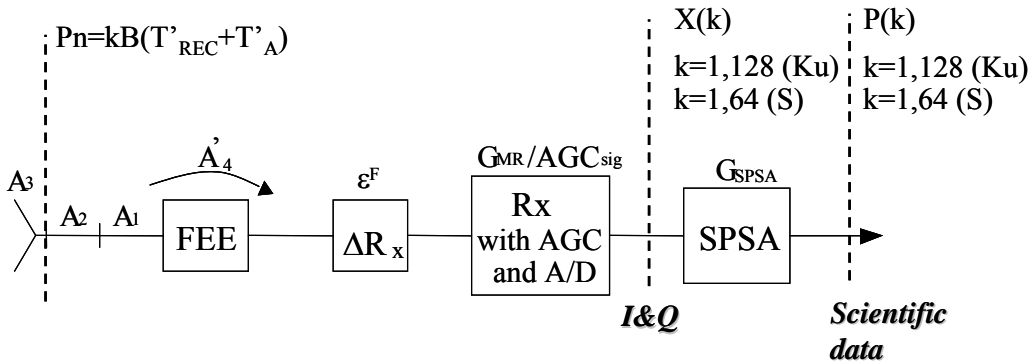 Pn=kB(T'REC+T'A)
X(k)
k=1,128 (Ku)
k=1,64 (S)
P(k)
k=1,128 (Ku)
k=1,64 (S)
A3
A2
A1
A'4
FEE
εF
ΔRx
GMR/AGCsig
Rx
with AGC
and A/D
GSPSA
SPSA
I&Q
Scientific
data